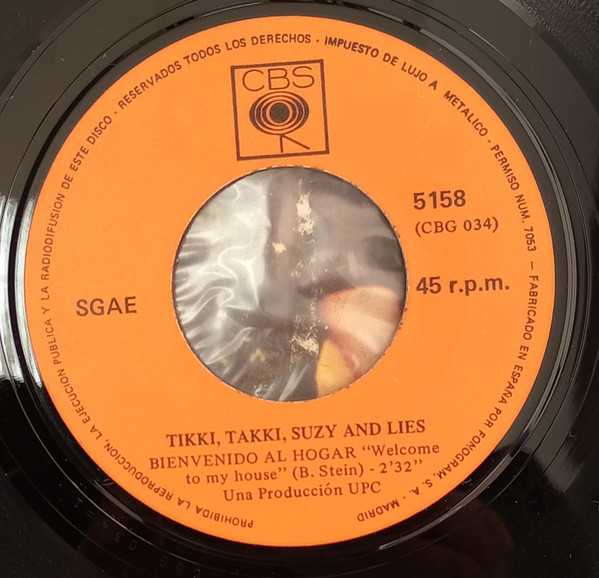 PROHIBIDA LA REPRODUCCION, LA EJECUCION PUBLICA Y LA RADIODIFUSION DE ESTE DISCO - RESERVADOS TODOS LOS DERECHOS - IMPUESTO DE LUJO A METALICO - PERMISO NUM. 7053 — FABRICADO EN ESPAÑA POR FONOGRAM, S. A. - MADRID
CBS
5158
(CBG 034)
SGAE
45 r.p.m.
TIKKI, TAKKI, SUZY AND LIES
BIENVENIDO AL HOGAR “Welcome
to my house” (B. Stein) - 2’32”
Una Producción UPC